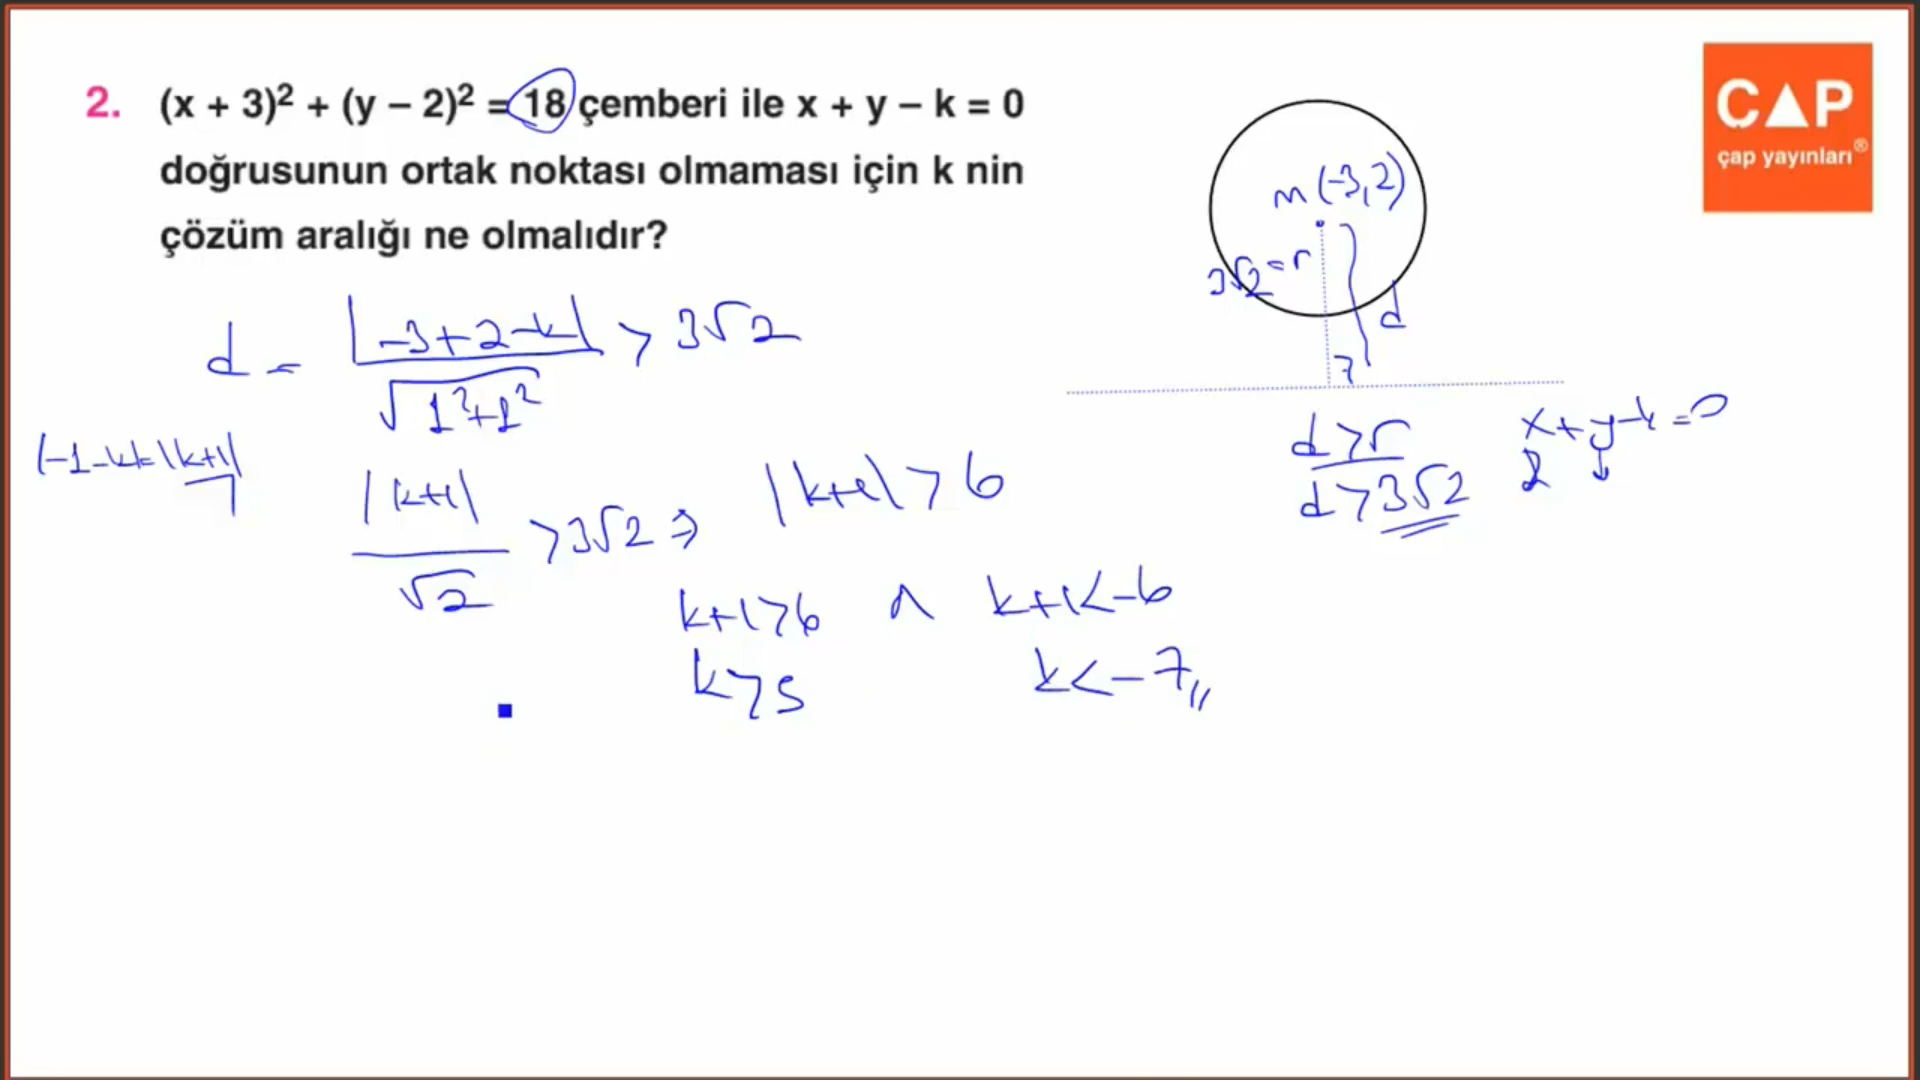 2. (x + 3)² + (y – 2)² = 18 çemberi ile x + y – k = 0
doğrusunun ortak noktası olmaması için k nin
çözüm aralığı ne olmalıdır?
ÇAP
çap yayınları®
m (-3,2)
3√2 = r
d
d = |-3+2-k| / √1²+1² > 3√2
d > r
d > 3√2
x+y-k=0
|-1-k|=|k+1|
|k+1| / √2 > 3√2 ⇒ |k+1| > 6
k+1>6 ∧ k+1<-6
k>5 k<-7